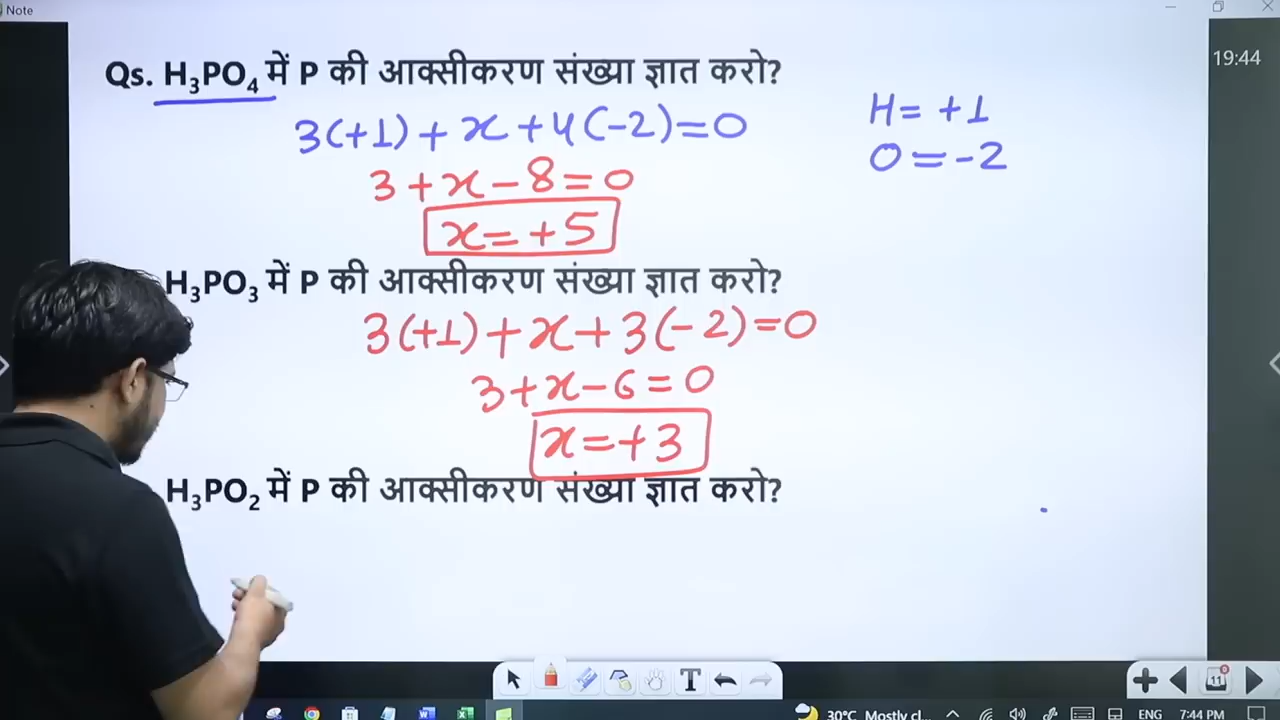 Note
19:44
Qs. H₃PO₄ में P की आक्सीकरण संख्या ज्ञात करो?
3(+1) + x + 4(-2) = 0
H = +1
O = -2
3 + x - 8 = 0
x = +5
H₃PO₃ में P की आक्सीकरण संख्या ज्ञात करो?
3(+1) + x + 3(-2) = 0
3 + x - 6 = 0
x = +3
H₃PO₂ में P की आक्सीकरण संख्या ज्ञात करो?
T
11
30°C Mostly cl...
ENG 7:44 PM